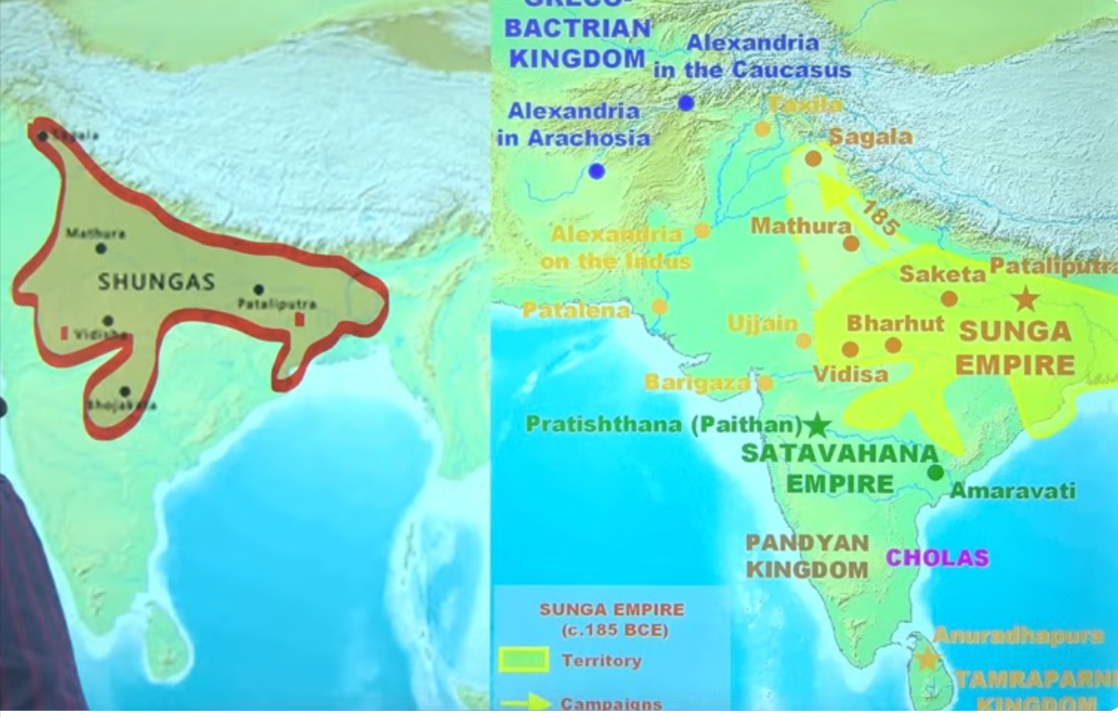 Sagala
Mathura
SHUNGAS
Pataliputra
Vidisha
Bhojakata
GRECO-
BACTRIAN
KINGDOM
Alexandria
in the Caucasus
Alexandria
in Arachosia
Taxila
Sagala
185
Mathura
Alexandria
on the Indus
Saketa
Pataliputra
Patalena
Ujjain
Bharhut
SUNGA
EMPIRE
Vidisa
Barigaza
Pratishthana (Paithan)
SATAVAHANA
EMPIRE
Amaravati
PANDYAN
KINGDOM
CHOLAS
SUNGA EMPIRE
(c.185 BCE)
Territory
Campaigns
Anuradhapura
TAMRAPARNI
KINGDOM